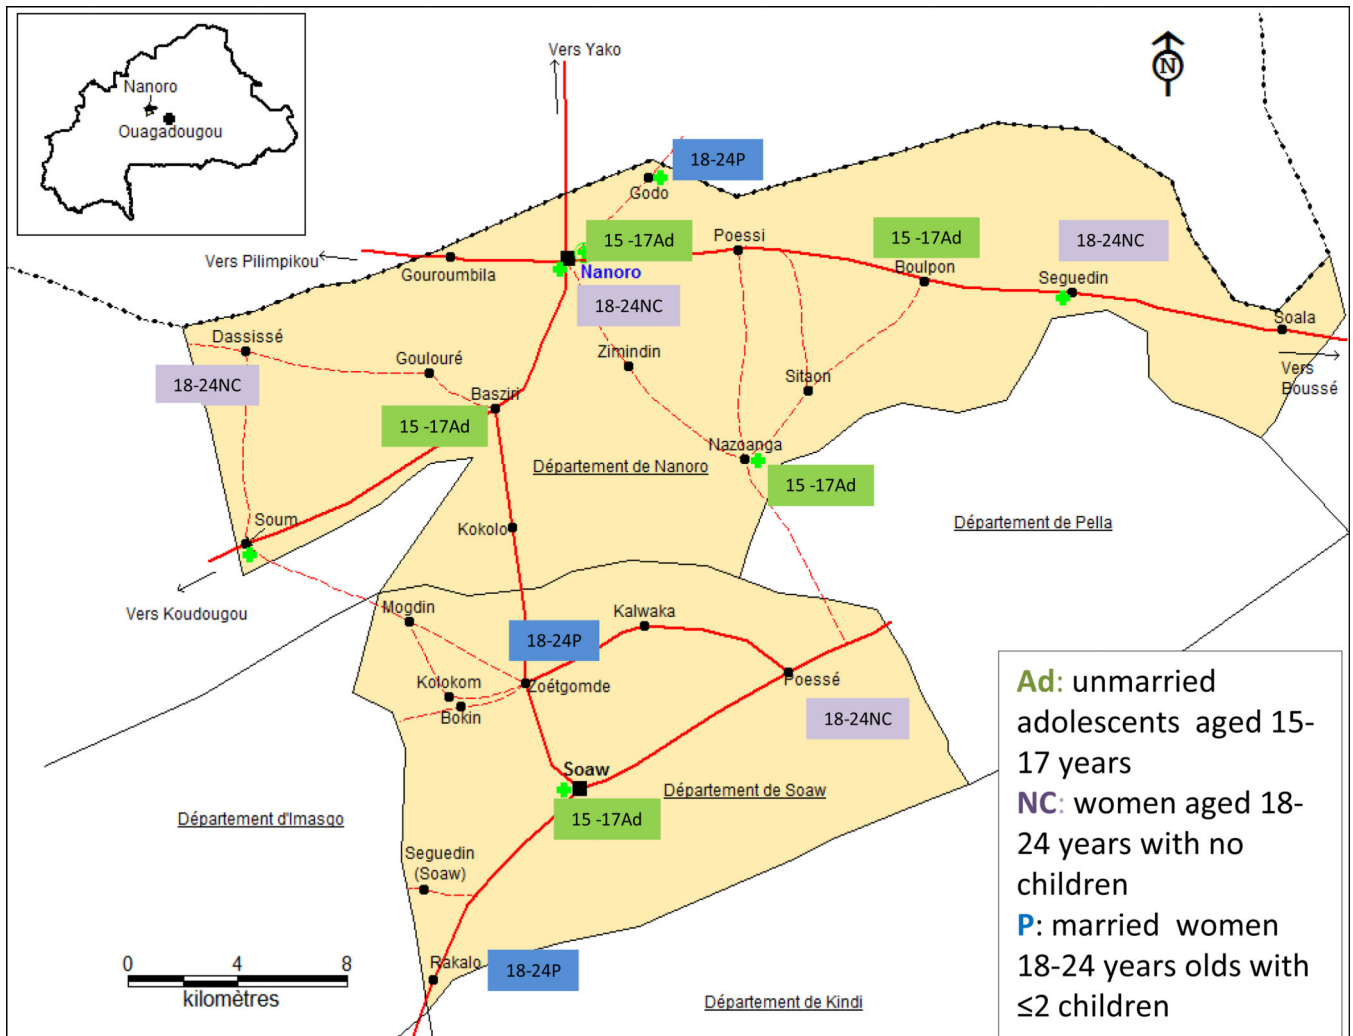 Vers Yako
N
Nanoro
Ouagadougou
18-24P
Godo
15 -17Ad
Poessi
15 -17Ad
18-24NC
Vers Pilimpikou
Gouroumbila
Nanoro
Boulpon
Seguedin
18-24NC
Soala
Dassissé
Goulouré
Zimindin
Sitaon
Vers
Boussé
18-24NC
Basziri
15 -17Ad
Nazoanga
Département de Nanoro
15 -17Ad
Soum
Kokolo
Département de Pella
Vers Koudougou
Mogdin
Kalwaka
18-24P
Kolokom
Zoétgomde
Poessé
Bokin
18-24NC
Soaw
Département de Soaw
Département d'Imasgo
15 -17Ad
Seguedin
(Soaw)
Rakalo
18-24P
Département de Kindi
0 4 8
kilomètres
Ad: unmarried
adolescents aged 15-
17 years
NC: women aged 18-
24 years with no
children
P: married women
18-24 years olds with
≤2 children